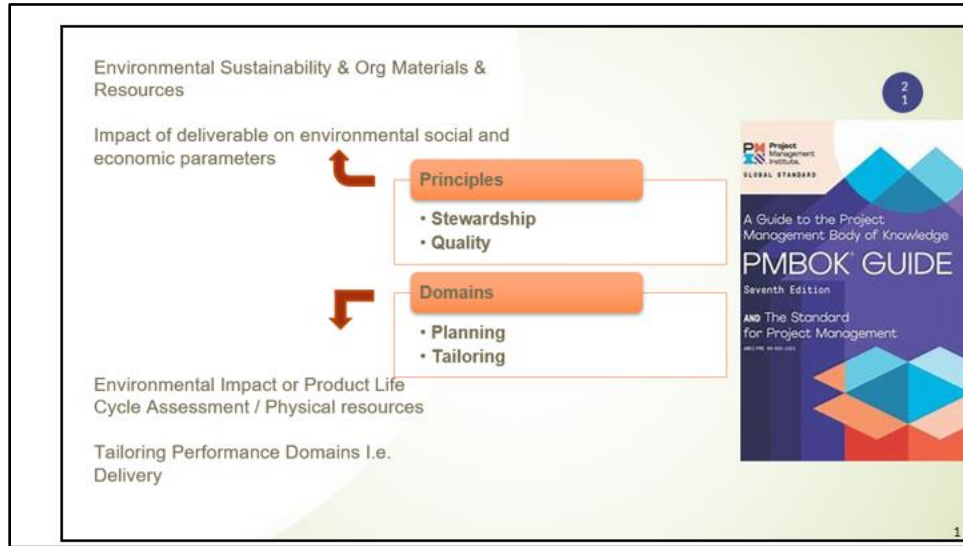 Environmental Sustainability & Org Materials &
Resources
Impact of deliverable on environmental social and
economic parameters
Principles
• Stewardship
• Quality
Domains
• Planning
• Tailoring
Environmental Impact or Product Life
Cycle Assessment / Physical resources
Tailoring Performance Domains I.e.
Delivery
2
1
Project
Management
Institute.
GLOBAL STANDARD
A Guide to the Project
Management Body of Knowledge
PMBOK® GUIDE
Seventh Edition
AND The Standard
for Project Management
1